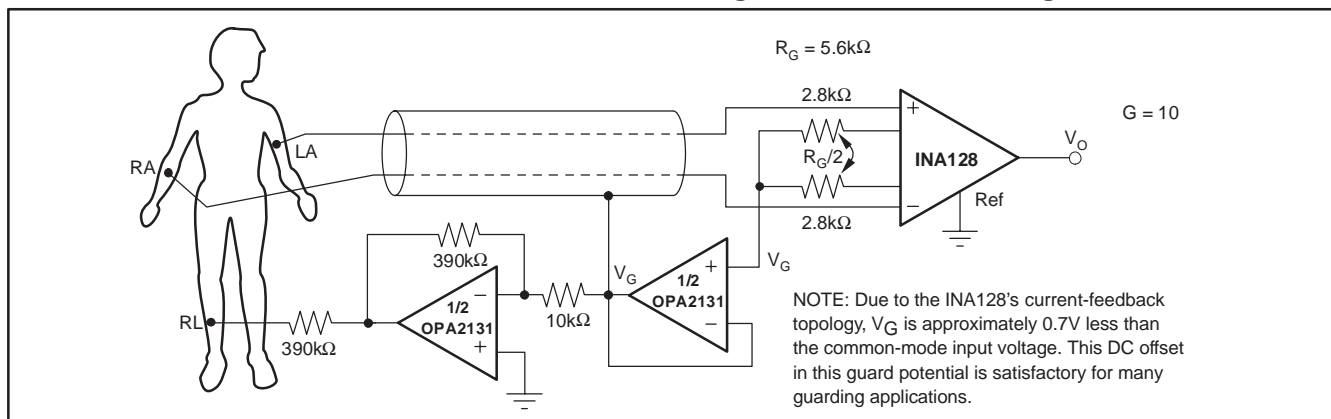 R_G = 5.6kΩ
2.8kΩ
G = 10
+
V_O
LA
RA
R_G/2
INA128
Ref
−
2.8kΩ
390kΩ
V_G
+
V_G
1/2
OPA2131
−
1/2
OPA2131
−
+
10kΩ
RL
390kΩ
NOTE: Due to the INA128's current-feedback
topology, V_G is approximately 0.7V less than
the common-mode input voltage. This DC offset
in this guard potential is satisfactory for many
guarding applications.